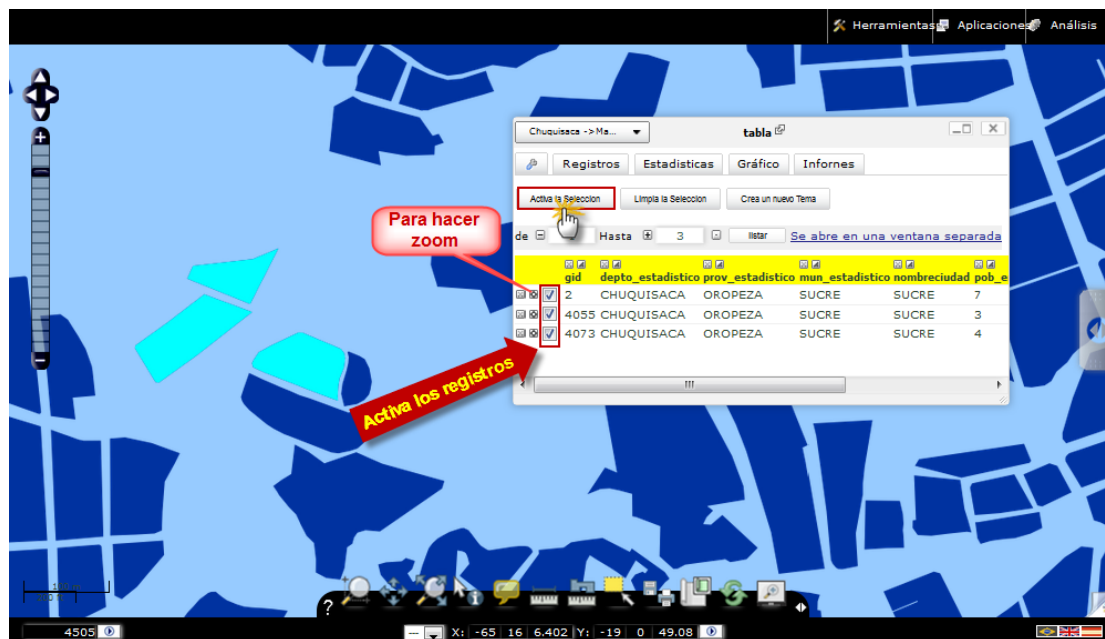 Herramientas Aplicaciones Análisis
Chuquisaca ->Ma... tabla
Registros Estadisticas Gráfico Informes
Activa la Seleccion Limpia la Seleccion Crea un nuevo Tema
Para hacer
zoom
de Hasta 3 listar Se abre en una ventana separada
gid depto_estadistico prov_estadistico mun_estadistico nombreciudad pob_e
2 CHUQUISACA OROPEZA SUCRE SUCRE 7
4055 CHUQUISACA OROPEZA SUCRE SUCRE 3
4073 CHUQUISACA OROPEZA SUCRE SUCRE 4
Activa los registros
?
4505 --- X: -65 16 6.402 Y: -19 0 49.08